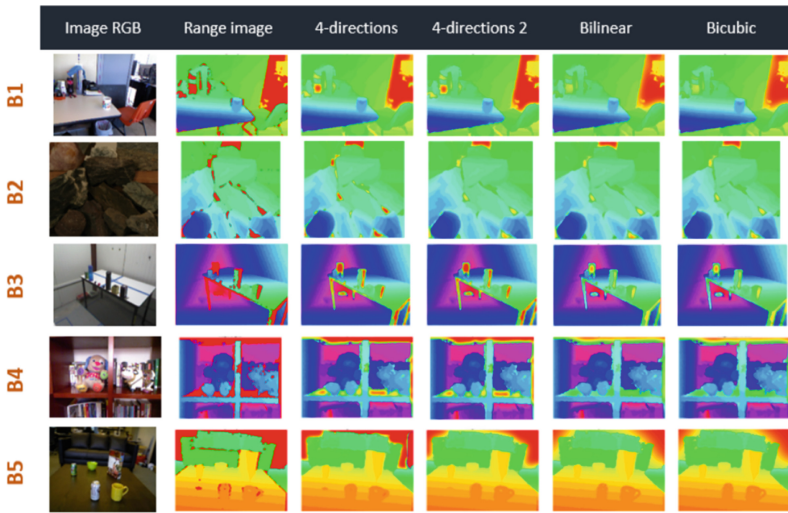 Image RGB Range image 4-directions 4-directions 2 Bilinear Bicubic
B1
B2
B3
B4
B5